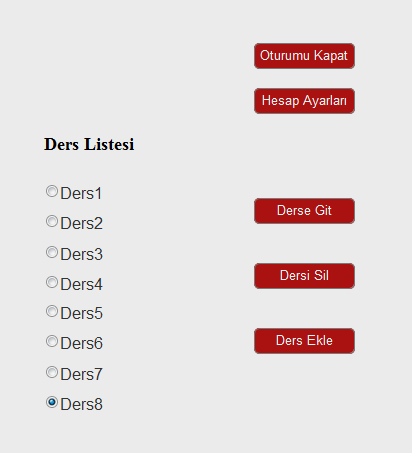 Oturumu Kapat
Hesap Ayarları
Ders Listesi
Ders1
Derse Git
Ders2
Ders3
Dersi Sil
Ders4
Ders5
Ders6
Ders Ekle
Ders7
Ders8